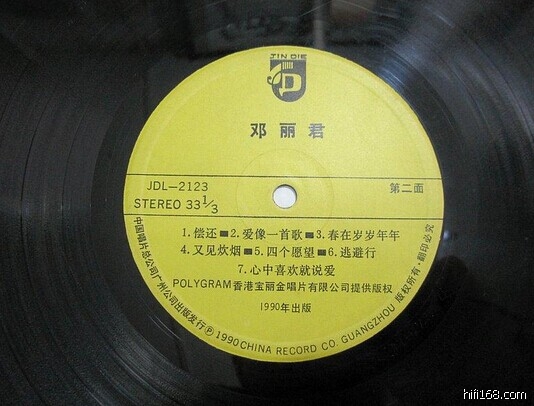 JIN DIE
邓丽君
JDL—2123
第二面
STEREO 33 1/3
1.偿还 2.爱像一首歌 3.春在岁岁年年
4.又见炊烟 5.四个愿望 6.逃避行
7.心中喜欢就说爱
POLYGRAM香港宝丽金唱片有限公司提供版权
1990年出版
中国唱片总公司广州公司出版发行 Ⓟ 1990 CHINA RECORD CO. GUANGZHOU 版权所有·翻印必究
hifi168.com